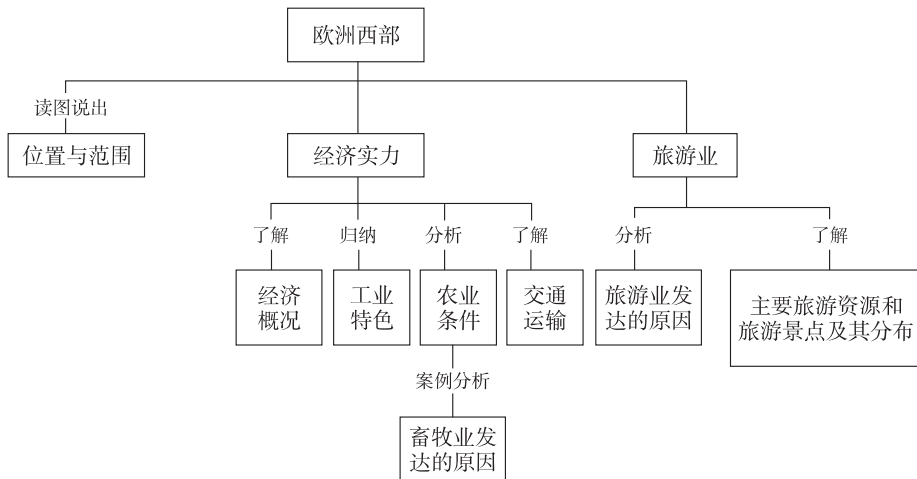 欧洲西部
读图说出
位置与范围
经济实力
旅游业
了解
归纳
分析
了解
分析
了解
经济
概况
工业
特色
农业
条件
交通
运输
旅游业发
达的原因
主要旅游资源和
旅游景点及其分布
案例分析
畜牧业发
达的原因